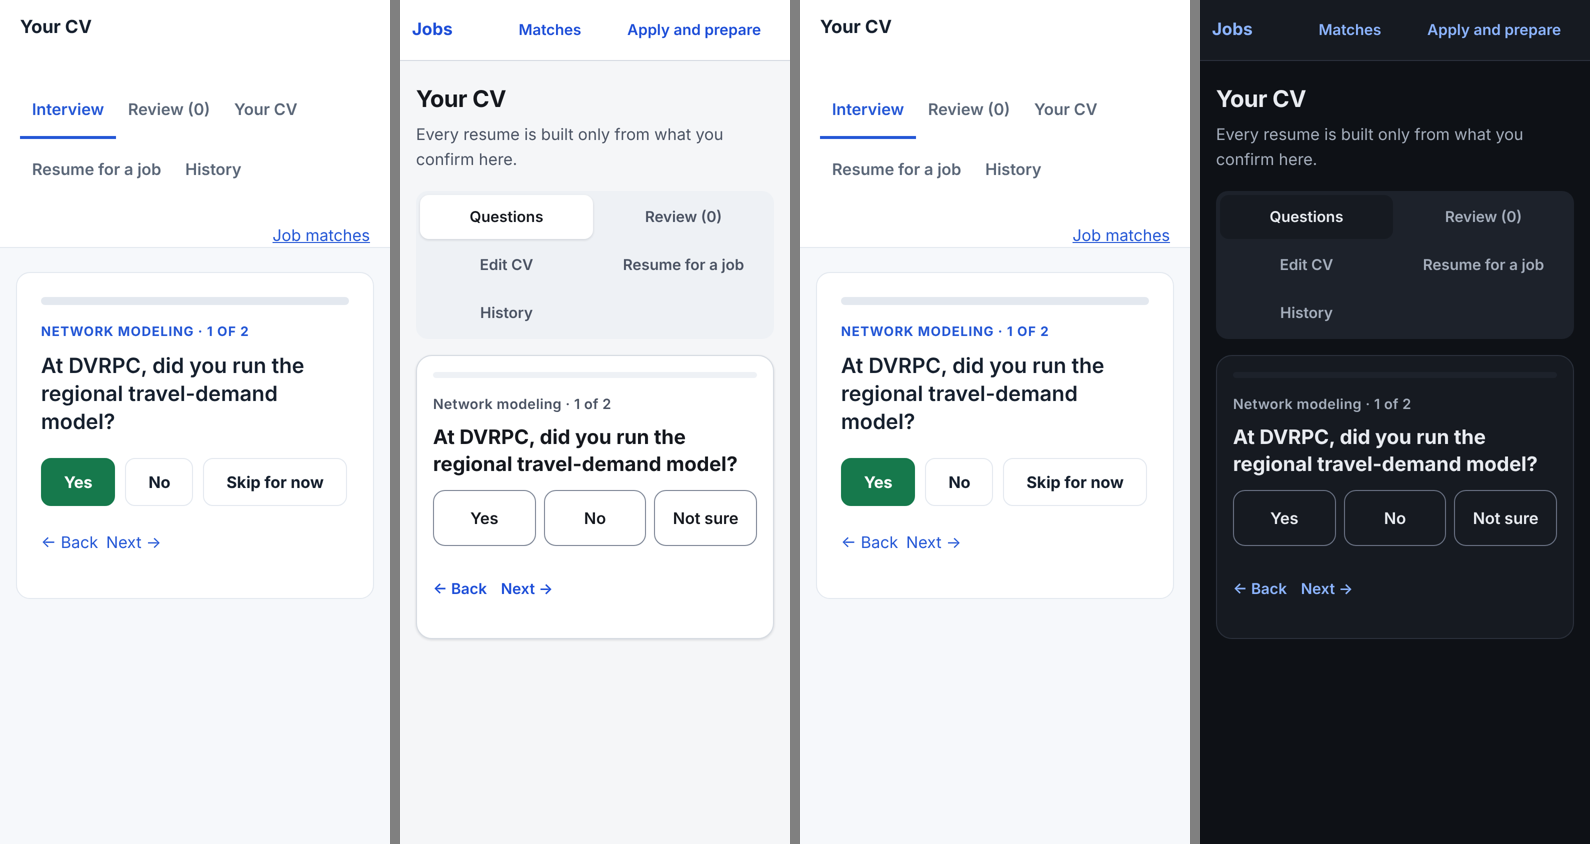 Your CV
Interview Review (0) Your CV
Resume for a job History
Job matches
NETWORK MODELING · 1 OF 2
At DVRPC, did you run the
regional travel-demand
model?
Yes No Skip for now
← Back Next →
Jobs Matches Apply and prepare
Your CV
Every resume is built only from what you
confirm here.
Questions Review (0)
Edit CV Resume for a job
History
Network modeling · 1 of 2
At DVRPC, did you run the
regional travel-demand model?
Yes No Not sure
← Back Next →
Your CV
Interview Review (0) Your CV
Resume for a job History
Job matches
NETWORK MODELING · 1 OF 2
At DVRPC, did you run the
regional travel-demand
model?
Yes No Skip for now
← Back Next →
Jobs Matches Apply and prepare
Your CV
Every resume is built only from what you
confirm here.
Questions Review (0)
Edit CV Resume for a job
History
Network modeling · 1 of 2
At DVRPC, did you run the
regional travel-demand model?
Yes No Not sure
← Back Next →